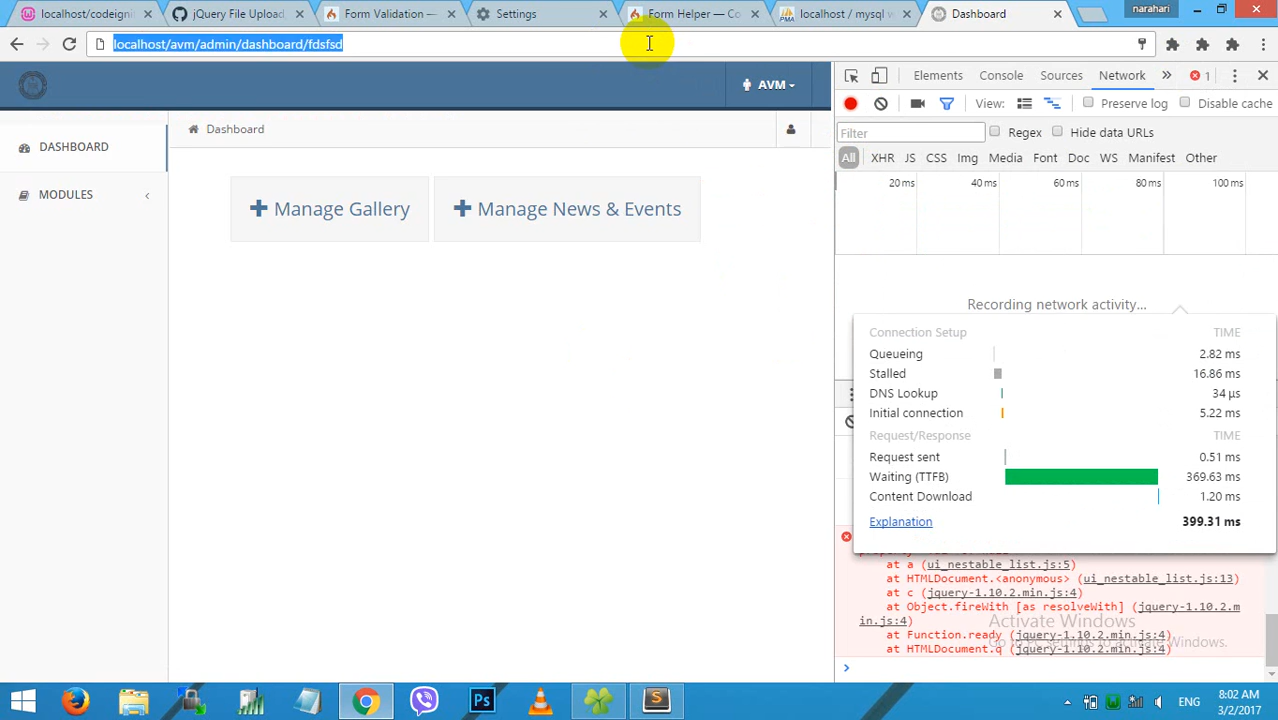 localhost/codeigni
jQuery File Upload
Form Validation —
Settings
Form Helper — Co
localhost / mysql w
Dashboard
narahari
localhost/avm/admin/dashboard/fdsfsd
AVM
Elements Console Sources Network » 1
View: Preserve log Disable cache
Dashboard
Filter Regex Hide data URLs
DASHBOARD
All XHR JS CSS Img Media Font Doc WS Manifest Other
20 ms 40 ms 60 ms 80 ms 100 ms
MODULES
Manage Gallery
Manage News & Events
Recording network activity...
Connection Setup TIME
Queueing 2.82 ms
Stalled 16.86 ms
DNS Lookup 34 μs
Initial connection 5.22 ms
Request/Response TIME
Request sent 0.51 ms
Waiting (TTFB) 369.63 ms
Content Download 1.20 ms
Explanation 399.31 ms
at a (ui_nestable_list.js:5)
at HTMLDocument.<anonymous> (ui_nestable_list.js:13)
at c (jquery-1.10.2.min.js:4)
at Object.fireWith [as resolveWith] (jquery-1.10.2.m
in.js:4)
Activate Windows
at Function.ready (jquery-1.10.2.min.js:4)
Go to PC settings to activate Windows.
at HTMLDocument.q (jquery-1.10.2.min.js:4)
ENG
8:02 AM
3/2/2017